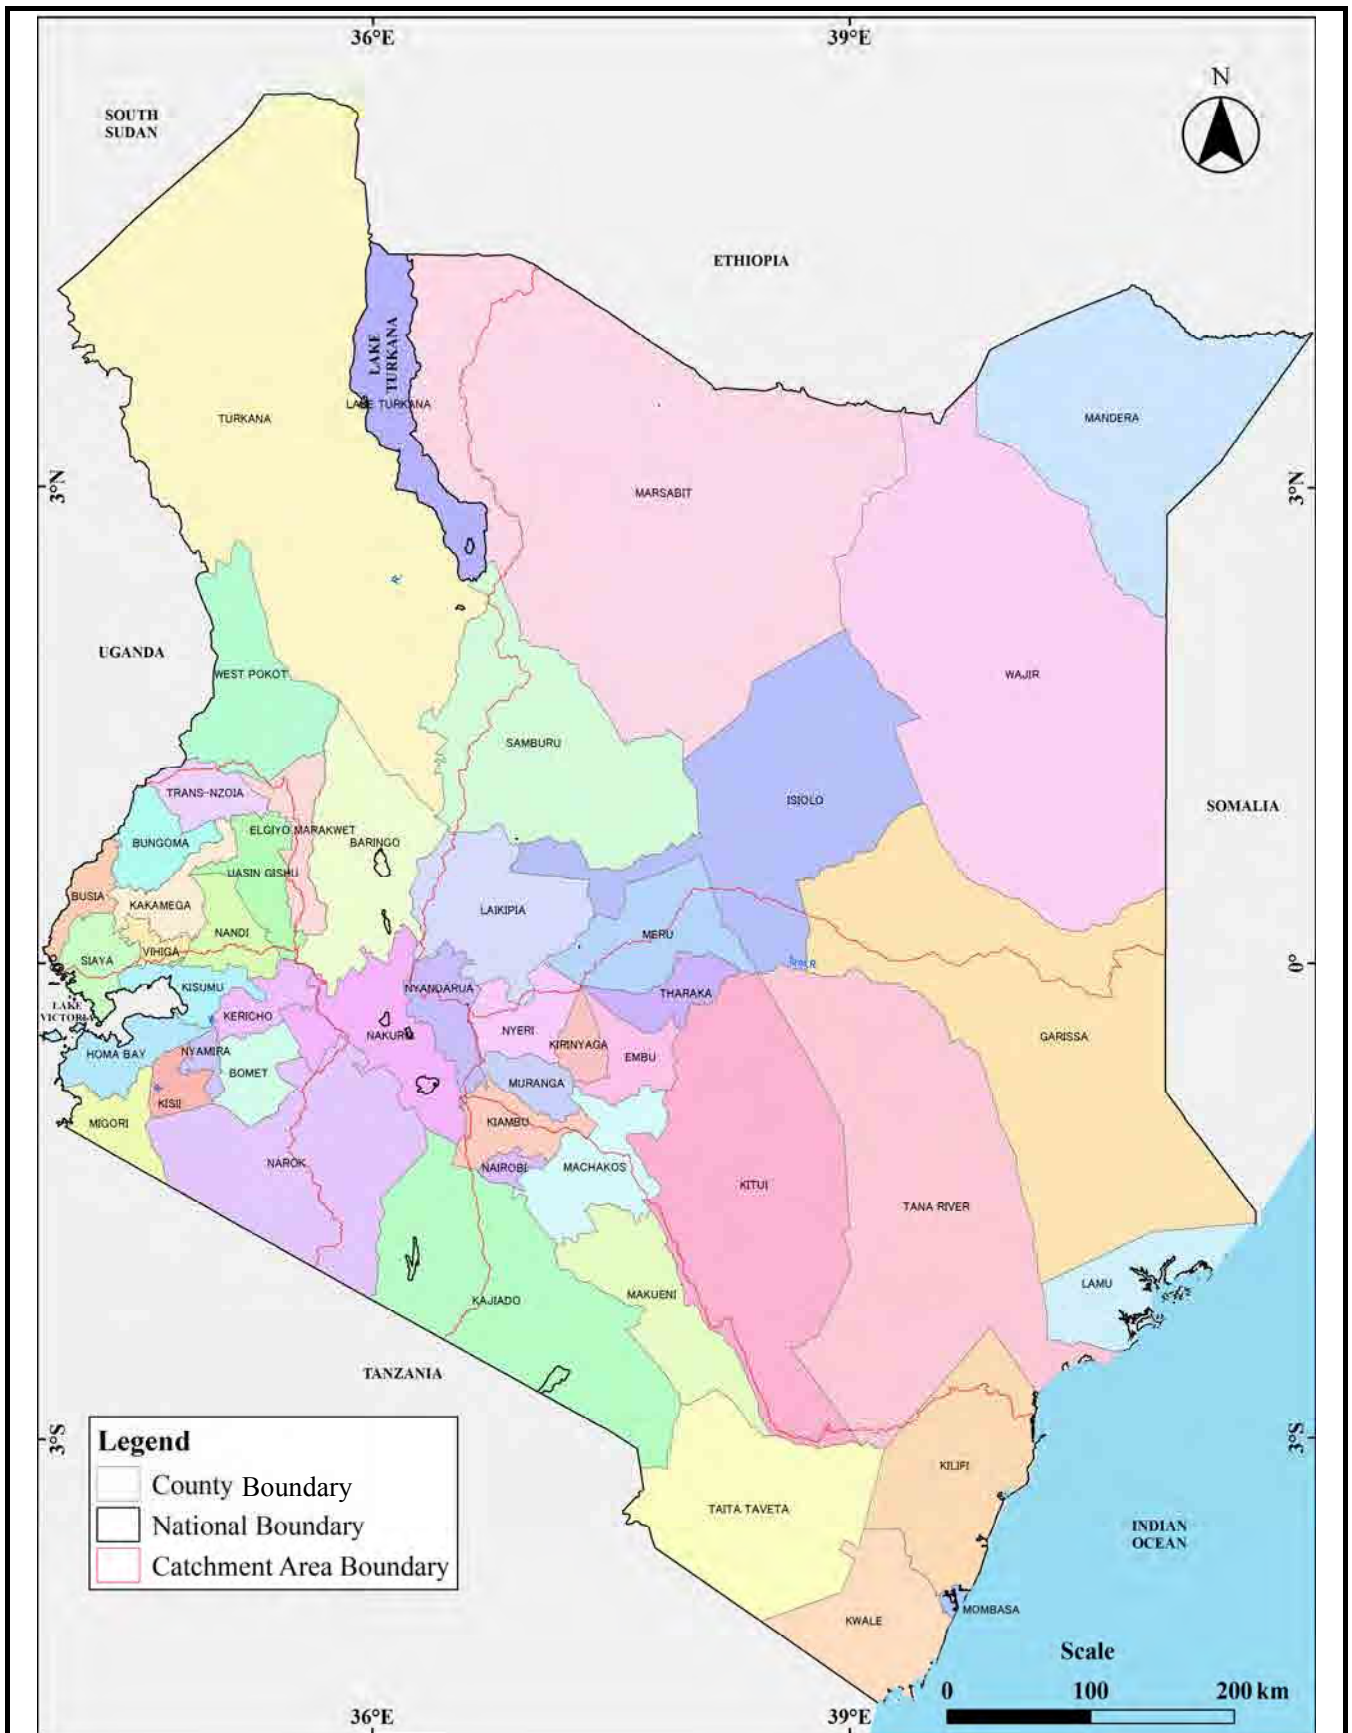 36°E
39°E
SOUTH
SUDAN
N
ETHIOPIA
LAKE
TURKANA
LAKE TURKANA
TURKANA
MANDERA
3°N
3°N
MARSABIT
UGANDA
WEST POKOT
WAJIR
SAMBURU
TRANS-NZOIA
ISIOLO
SOMALIA
ELGIYO MARAKWET
BUNGOMA
BARINGO
UASIN GISHU
BUSIA
KAKAMEGA
LAIKIPIA
NANDI
MERU
VIHIGA
SIAYA
0°
KISUMU
NYANDARUA
THARAKA
LAKE
VICTORIA
KERICHO
NYERI
NAKURU
GARISSA
KIRINYAGA
NYAMIRA
HOMA BAY
EMBU
BOMET
MURANGA
KISII
MIGORI
KIAMBU
NAROK
NAIROBI
MACHAKOS
KITUI
TANA RIVER
LAMU
MAKUENI
KAJIADO
TANZANIA
3°S
3°S
Legend
County Boundary
National Boundary
Catchment Area Boundary
KILIFI
TAITA TAVETA
INDIAN
OCEAN
MOMBASA
KWALE
Scale
0 100 200 km
36°E
39°E